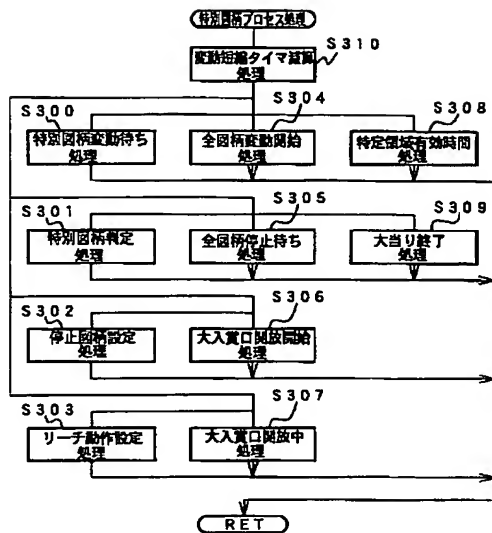 特別図柄プロセス処理
S310
変動短縮タイマ減算
処理
S300
特別図柄変動待ち
処理
S304
全図柄変動開始
処理
S308
特定領域有効時間
処理
S301
特別図柄判定
処理
S305
全図柄停止待ち
処理
S309
大当り終了
処理
S302
停止図柄設定
処理
S306
大入賞口開放開始
処理
S303
リーチ動作設定
処理
S307
大入賞口開放中
処理
RET